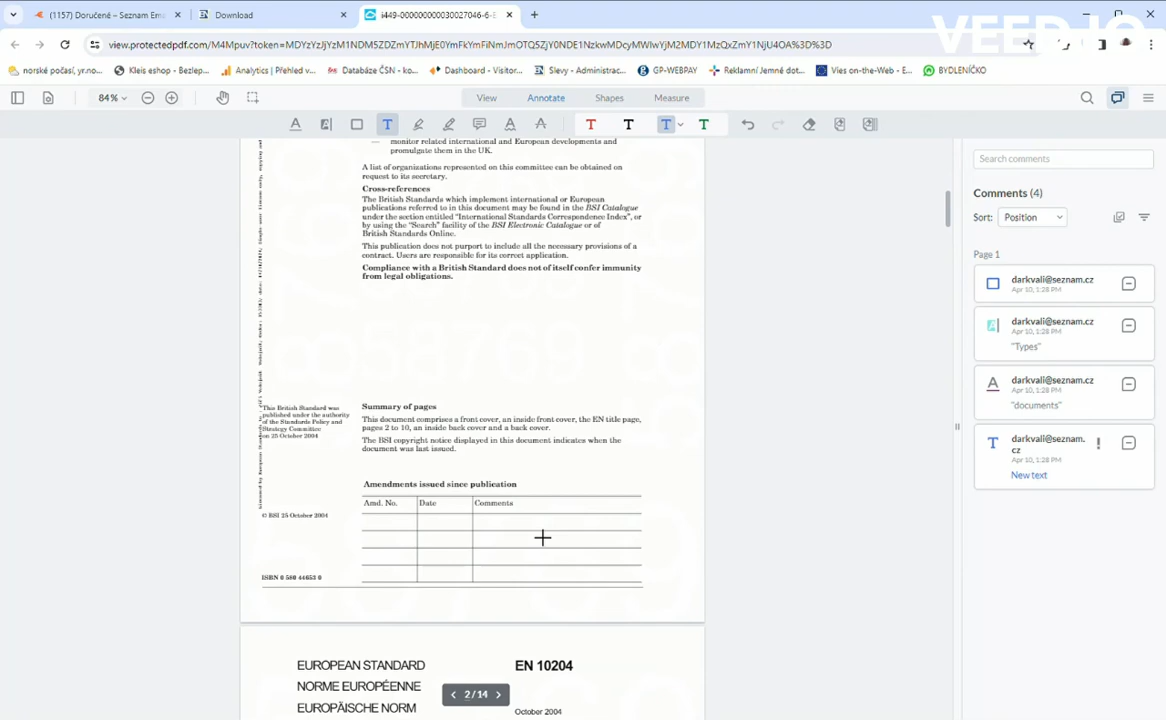 (1157) Doručené – Seznam Ema
Download
i449-00000000000030027046-6-E
VEED.IO
view.protectedpdf.com/M4Mpuv?token=
norské počasí, yr.no...
Kleis eshop - Bezlep...
Analytics | Přehled v...
Databáze ČSN - ko...
Dashboard - Visitor...
Slevy - Administrac...
GP-WEBPAY
Reklamní Jemné dot...
Vies on-the-Web - E...
BYDLENÍČKO
84%
View
Annotate
Shapes
Measure
monitor related international and European developments and
promulgate them in the UK.
A list of organizations represented on this committee can be obtained on
request to its secretary.
Cross-references
The British Standards which implement international or European
publications referred to in this document may be found in the BSI Catalogue
under the section entitled "International Standards Correspondence Index", or
by using the "Search" facility of the BSI Electronic Catalogue or of
British Standards Online.
This publication does not purport to include all the necessary provisions of a
contract. Users are responsible for its correct application.
Compliance with a British Standard does not of itself confer immunity
from legal obligations.
This British Standard was
published under the authority
of the Standards Policy and
Strategy Committee
on 25 October 2004
Summary of pages
This document comprises a front cover, an inside front cover, the EN title page,
pages 2 to 10, an inside back cover and a back cover.
The BSI copyright notice displayed in this document indicates when the
document was last issued.
Amendments issued since publication
Amd. No.
Date
Comments
© BSI 25 October 2004
ISBN 0 580 44653 0
EUROPEAN STANDARD
EN 10204
NORME EUROPÉENNE
EUROPÄISCHE NORM
October 2004
2/14
Search comments
Comments (4)
Sort:
Position
Page 1
darkvali@seznam.cz
Apr 10, 1:28 PM
darkvali@seznam.cz
Apr 10, 1:28 PM
"Types"
darkvali@seznam.cz
Apr 10, 1:28 PM
"documents"
darkvali@seznam.
cz
Apr 10, 1:28 PM
New text